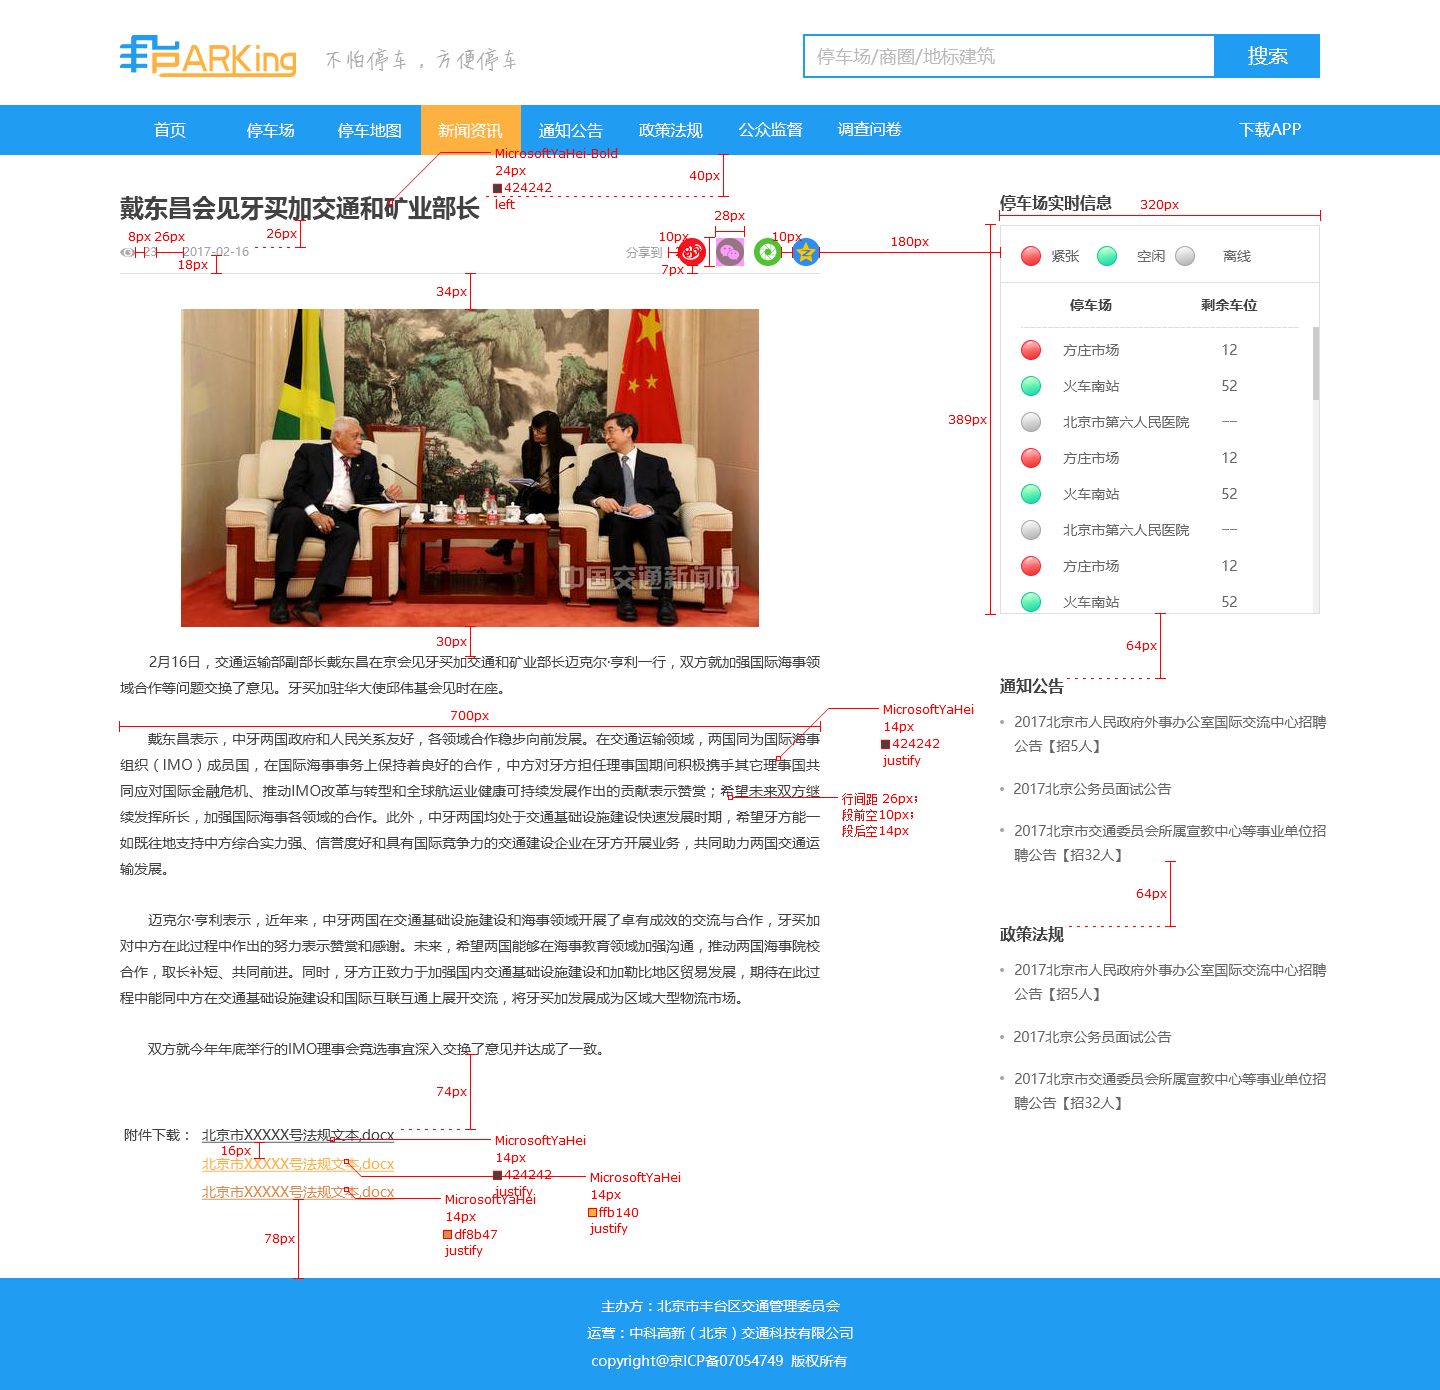 丰台PARKing
不怕停车，方便停车
停车场/商圈/地标建筑
搜索
首页 停车场 停车地图 新闻资讯 通知公告 政策法规 公众监督 调查问卷 下载APP
MicrosoftYaHei-Bold
24px
424242
left
40px
戴东昌会见牙买加交通和矿业部长
8px 26px
26px
23 2017-02-16
18px
分享到
10px
28px
10px
7px
180px
34px
中国交通新闻网
30px
2月16日，交通运输部副部长戴东昌在京会见牙买加交通和矿业部长迈克尔·亨利一行，双方就加强国际海事领
域合作等问题交换了意见。牙买加驻华大使邱伟基会见时在座。
700px
MicrosoftYaHei
14px
424242
justify
戴东昌表示，中牙两国政府和人民关系友好，各领域合作稳步向前发展。在交通运输领域，两国同为国际海事
组织（IMO）成员国，在国际海事事务上保持着良好的合作，中方对牙方担任理事国期间积极携手其它理事国共
同应对国际金融危机、推动IMO改革与转型和全球航运业健康可持续发展作出的贡献表示赞赏；希望未来双方继
续发挥所长，加强国际海事各领域的合作。此外，中牙两国均处于交通基础设施建设快速发展时期，希望牙方能一
如既往地支持中方综合实力强、信誉度好和具有国际竞争力的交通建设企业在牙方开展业务，共同助力两国交通运
输发展。
行间距 26px；
段前空10px；
段后空14px
迈克尔·亨利表示，近年来，中牙两国在交通基础设施建设和海事领域开展了卓有成效的交流与合作，牙买加
对中方在此过程中作出的努力表示赞赏和感谢。未来，希望两国能够在海事教育领域加强沟通，推动两国海事院校
合作，取长补短、共同前进。同时，牙方正致力于加强国内交通基础设施建设和加勒比地区贸易发展，期待在此过
程中能同中方在交通基础设施建设和国际互联互通上展开交流，将牙买加发展成为区域大型物流市场。
双方就今年年底举行的IMO理事会竞选事宜深入交换了意见并达成了一致。
74px
附件下载： 北京市XXXXX号法规文本,docx
16px
北京市XXXXX号法规文本,docx
北京市XXXXX号法规文本,docx
MicrosoftYaHei
14px
424242
justify
MicrosoftYaHei
14px
ffb140
justify
MicrosoftYaHei
14px
df8b47
justify
78px
停车场实时信息
320px
389px
紧张 空闲 离线
停车场 剩余车位
方庄市场 12
火车南站 52
北京市第六人民医院 --
方庄市场 12
火车南站 52
北京市第六人民医院 --
方庄市场 12
火车南站 52
64px
通知公告
2017北京市人民政府外事办公室国际交流中心招聘
公告【招5人】
2017北京公务员面试公告
2017北京市交通委员会所属宣教中心等事业单位招
聘公告【招32人】
64px
政策法规
2017北京市人民政府外事办公室国际交流中心招聘
公告【招5人】
2017北京公务员面试公告
2017北京市交通委员会所属宣教中心等事业单位招
聘公告【招32人】
主办方：北京市丰台区交通管理委员会
运营：中科高新（北京）交通科技有限公司
copyright@京ICP备07054749 版权所有